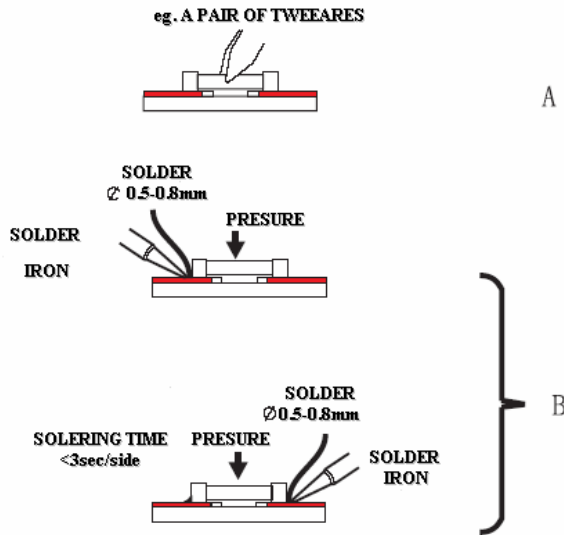 eg. A PAIR OF TWEEARES
A
SOLDER
₵ 0.5-0.8mm
PRESURE
SOLDER
IRON
B
SOLDER
∅0.5-0.8mm
SOLERING TIME
<3sec/side
PRESURE
SOLDER
IRON